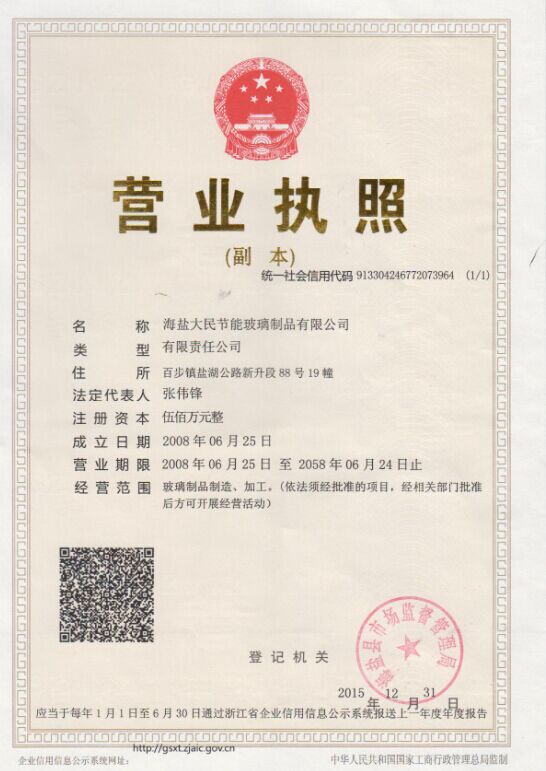 营业执照
(副 本)
统一社会信用代码 913304246772073964 (1/1)
名 称 海盐大民节能玻璃制品有限公司
类 型 有限责任公司
住 所 百步镇盐湖公路新升段 88 号 19 幢
法定代表人 张伟锋
注册资本 伍佰万元整
成立日期 2008 年 06 月 25 日
营业期限 2008 年 06 月 25 日 至 2058 年 06 月 24 日止
经营范围 玻璃制品制造、加工。(依法须经批准的项目，经相关部门批准
后方可开展经营活动)
海盐县市场监督管理局
登记机关
2015 年 12 月 31 日
应当于每年 1 月 1 日至 6 月 30 日通过浙江省企业信用信息公示系统报送上一年度年度报告
http://gsxt.zjaic.gov.cn
企业信用信息公示系统网址:
中华人民共和国国家工商行政管理总局监制